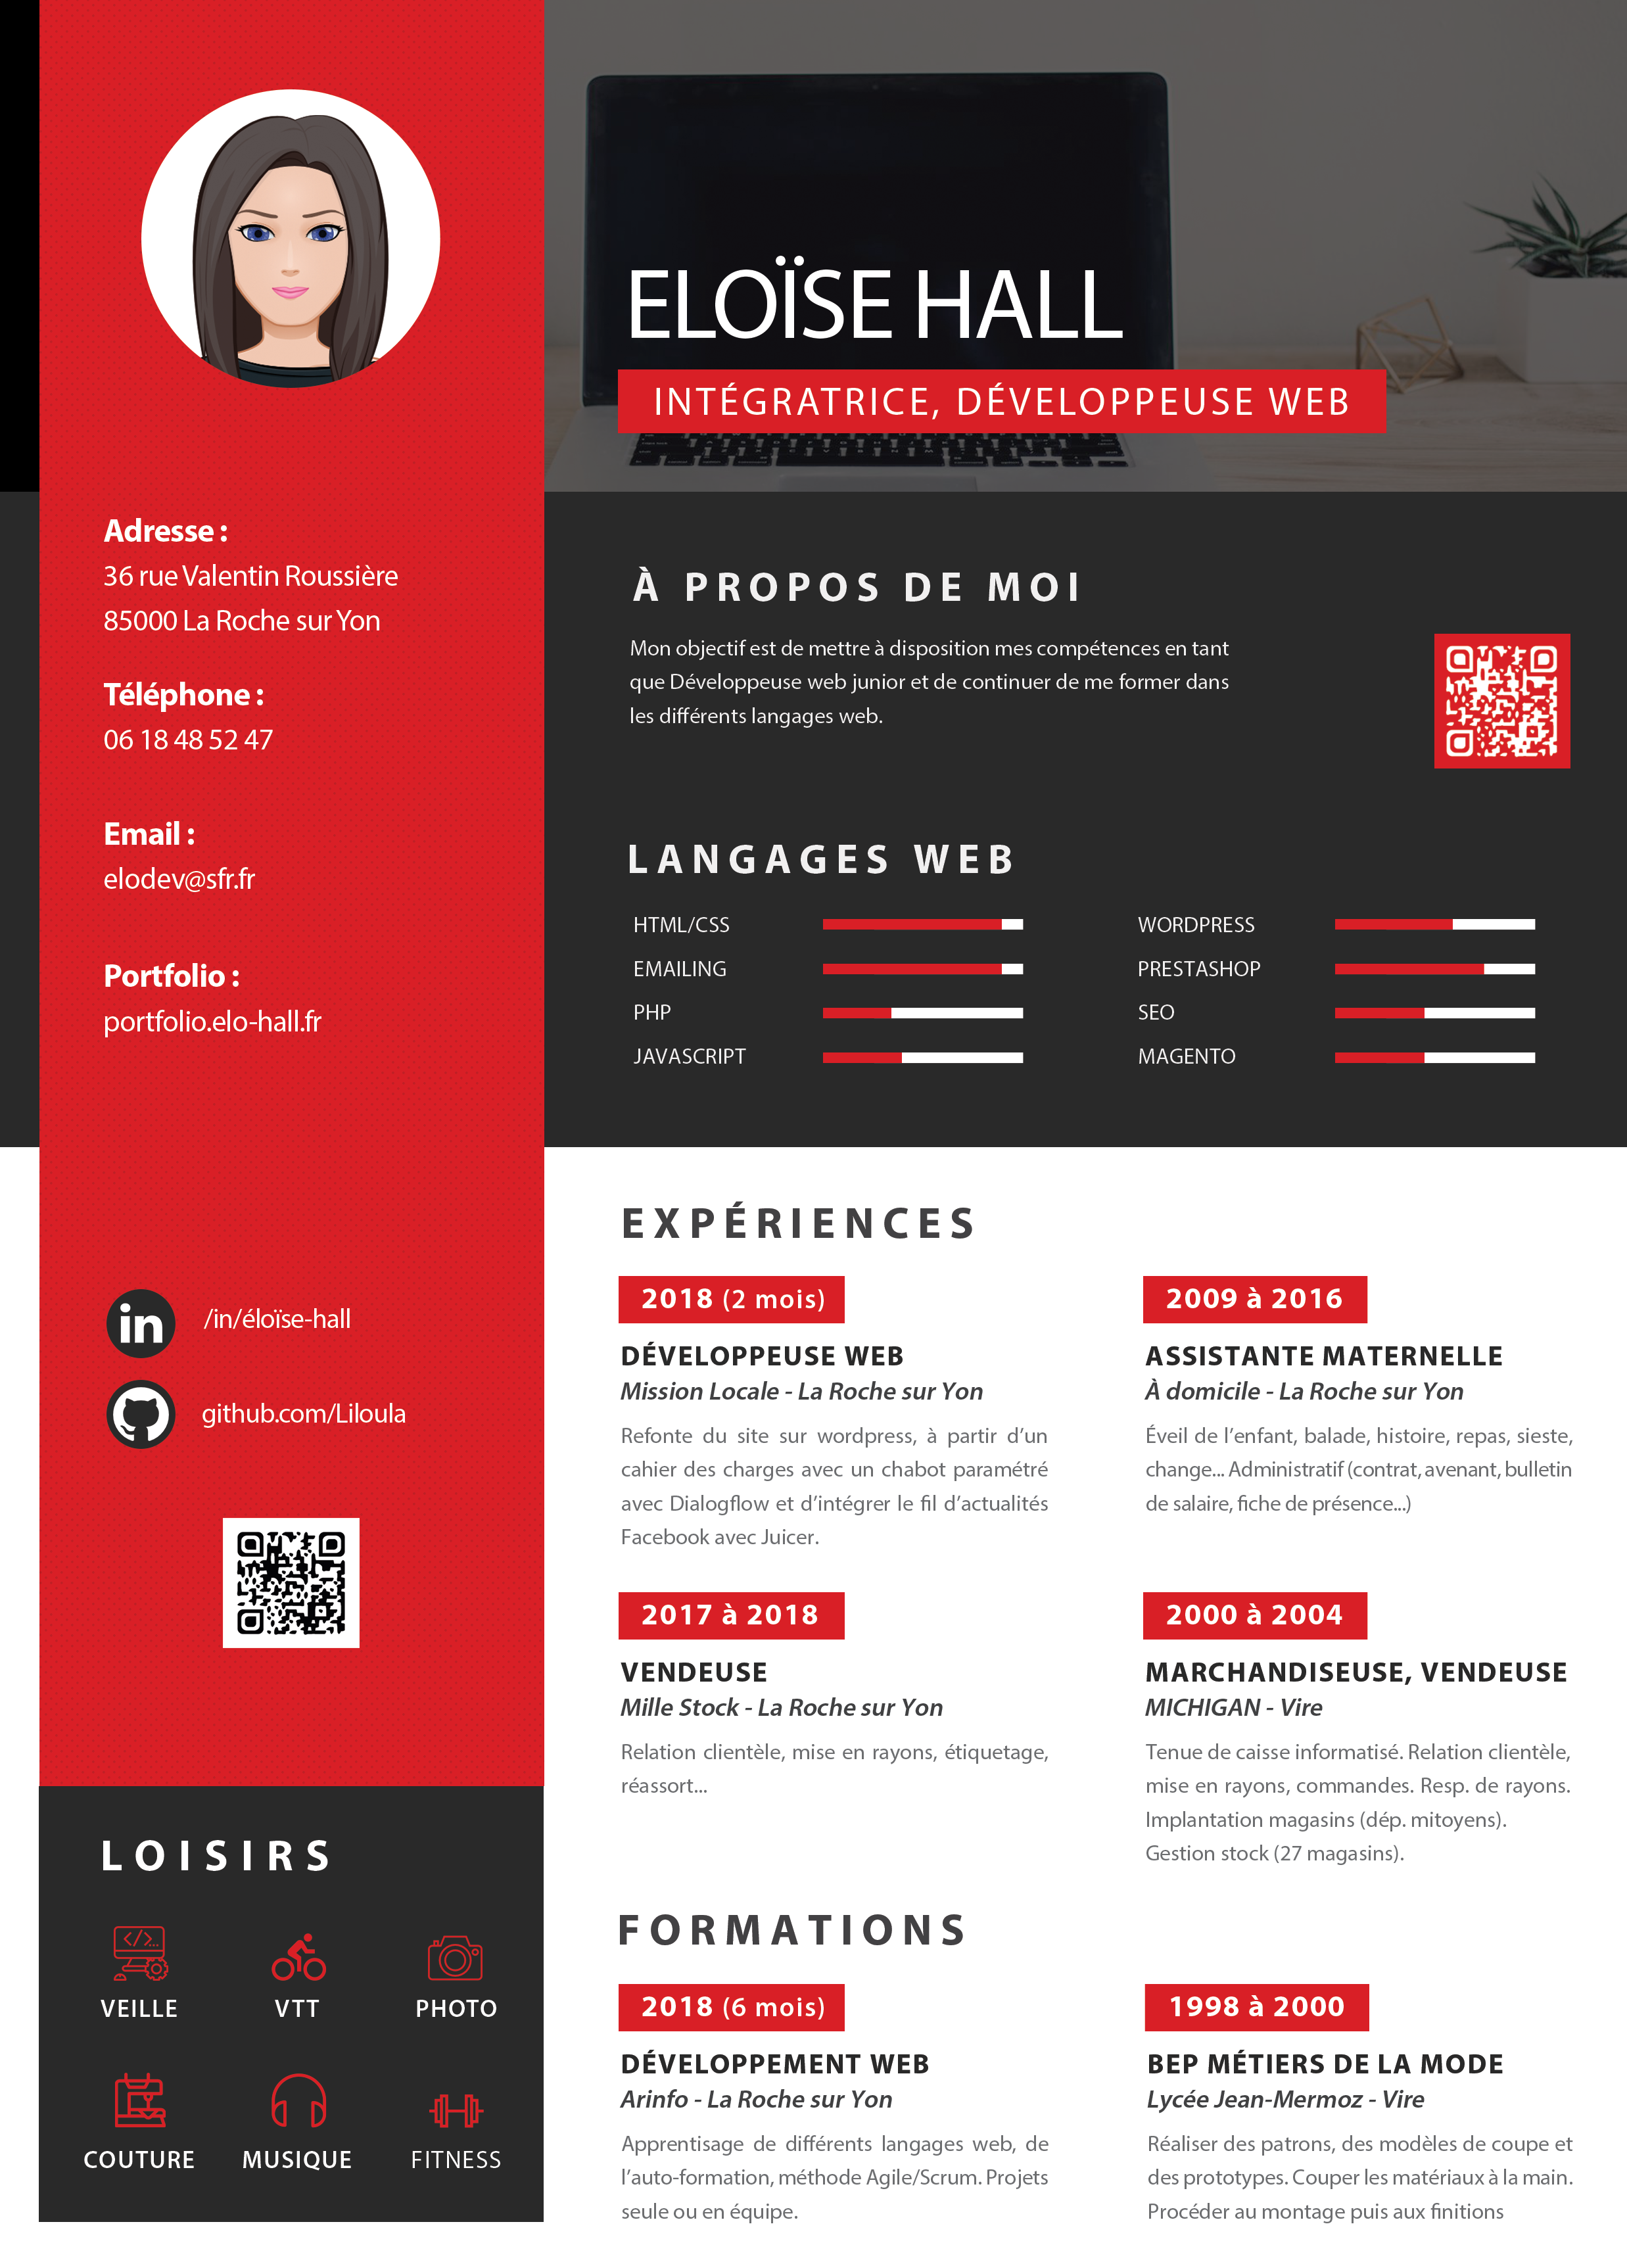 ELOÏSE HALL
INTÉGRATRICE, DÉVELOPPEUSE WEB
Adresse :
36 rue Valentin Roussière
85000 La Roche sur Yon
Téléphone :
06 18 48 52 47
Email :
elodev@sfr.fr
Portfolio :
portfolio.elo-hall.fr
in
/in/éloïse-hall
github.com/Liloula
LOISIRS
VEILLE
VTT
PHOTO
COUTURE
MUSIQUE
FITNESS
À PROPOS DE MOI
Mon objectif est de mettre à disposition mes compétences en tant
que Développeuse web junior et de continuer de me former dans
les différents langages web.
LANGAGES WEB
HTML/CSS
EMAILING
PHP
JAVASCRIPT
WORDPRESS
PRESTASHOP
SEO
MAGENTO
EXPÉRIENCES
2018 (2 mois)
DÉVELOPPEUSE WEB
Mission Locale - La Roche sur Yon
Refonte du site sur wordpress, à partir d'un
cahier des charges avec un chabot paramétré
avec Dialogflow et d'intégrer le fil d'actualités
Facebook avec Juicer.
2009 à 2016
ASSISTANTE MATERNELLE
À domicile - La Roche sur Yon
Éveil de l'enfant, balade, histoire, repas, sieste,
change... Administratif (contrat, avenant, bulletin
de salaire, fiche de présence...)
2017 à 2018
VENDEUSE
Mille Stock - La Roche sur Yon
Relation clientèle, mise en rayons, étiquetage,
réassort...
2000 à 2004
MARCHANDISEUSE, VENDEUSE
MICHIGAN - Vire
Tenue de caisse informatisé. Relation clientèle,
mise en rayons, commandes. Resp. de rayons.
Implantation magasins (dép. mitoyens).
Gestion stock (27 magasins).
FORMATIONS
2018 (6 mois)
DÉVELOPPEMENT WEB
Arinfo - La Roche sur Yon
Apprentisage de différents langages web, de
l'auto-formation, méthode Agile/Scrum. Projets
seule ou en équipe.
1998 à 2000
BEP MÉTIERS DE LA MODE
Lycée Jean-Mermoz - Vire
Réaliser des patrons, des modèles de coupe et
des prototypes. Couper les matériaux à la main.
Procéder au montage puis aux finitions